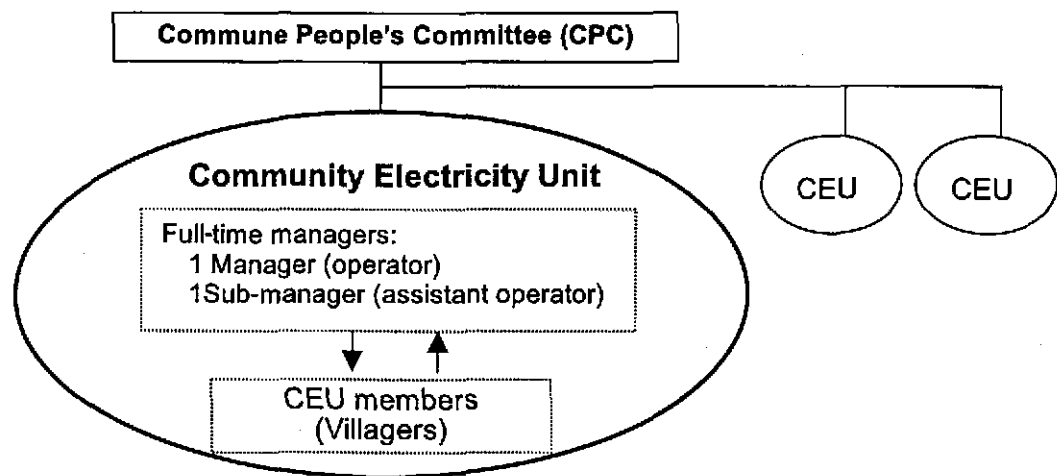 Commune People's Committee (CPC)
Community Electricity Unit
Full-time managers:
1 Manager (operator)
1Sub-manager (assistant operator)
CEU members
(Villagers)
CEU
CEU